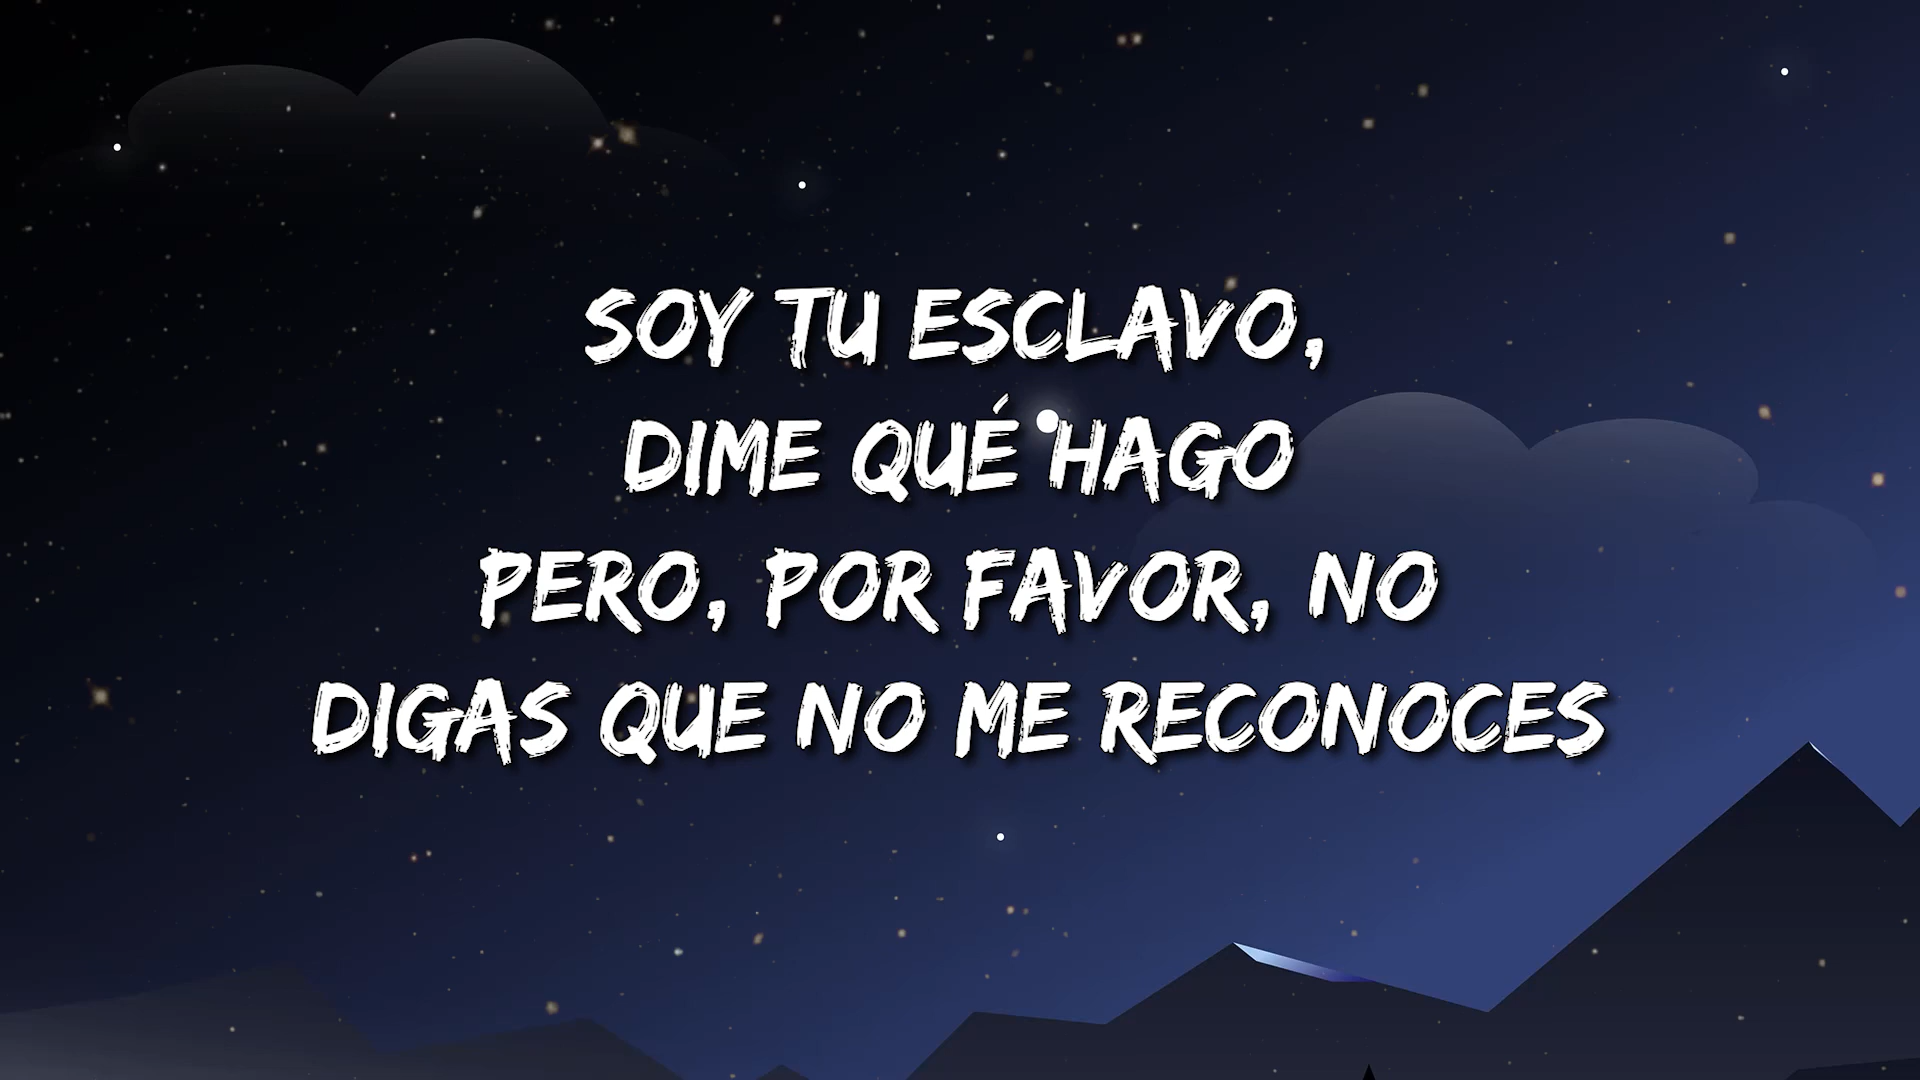 SOY TU ESCLAVO,
DIME QUÉ HAGO
PERO, POR FAVOR, NO
DIGAS QUE NO ME RECONOCES